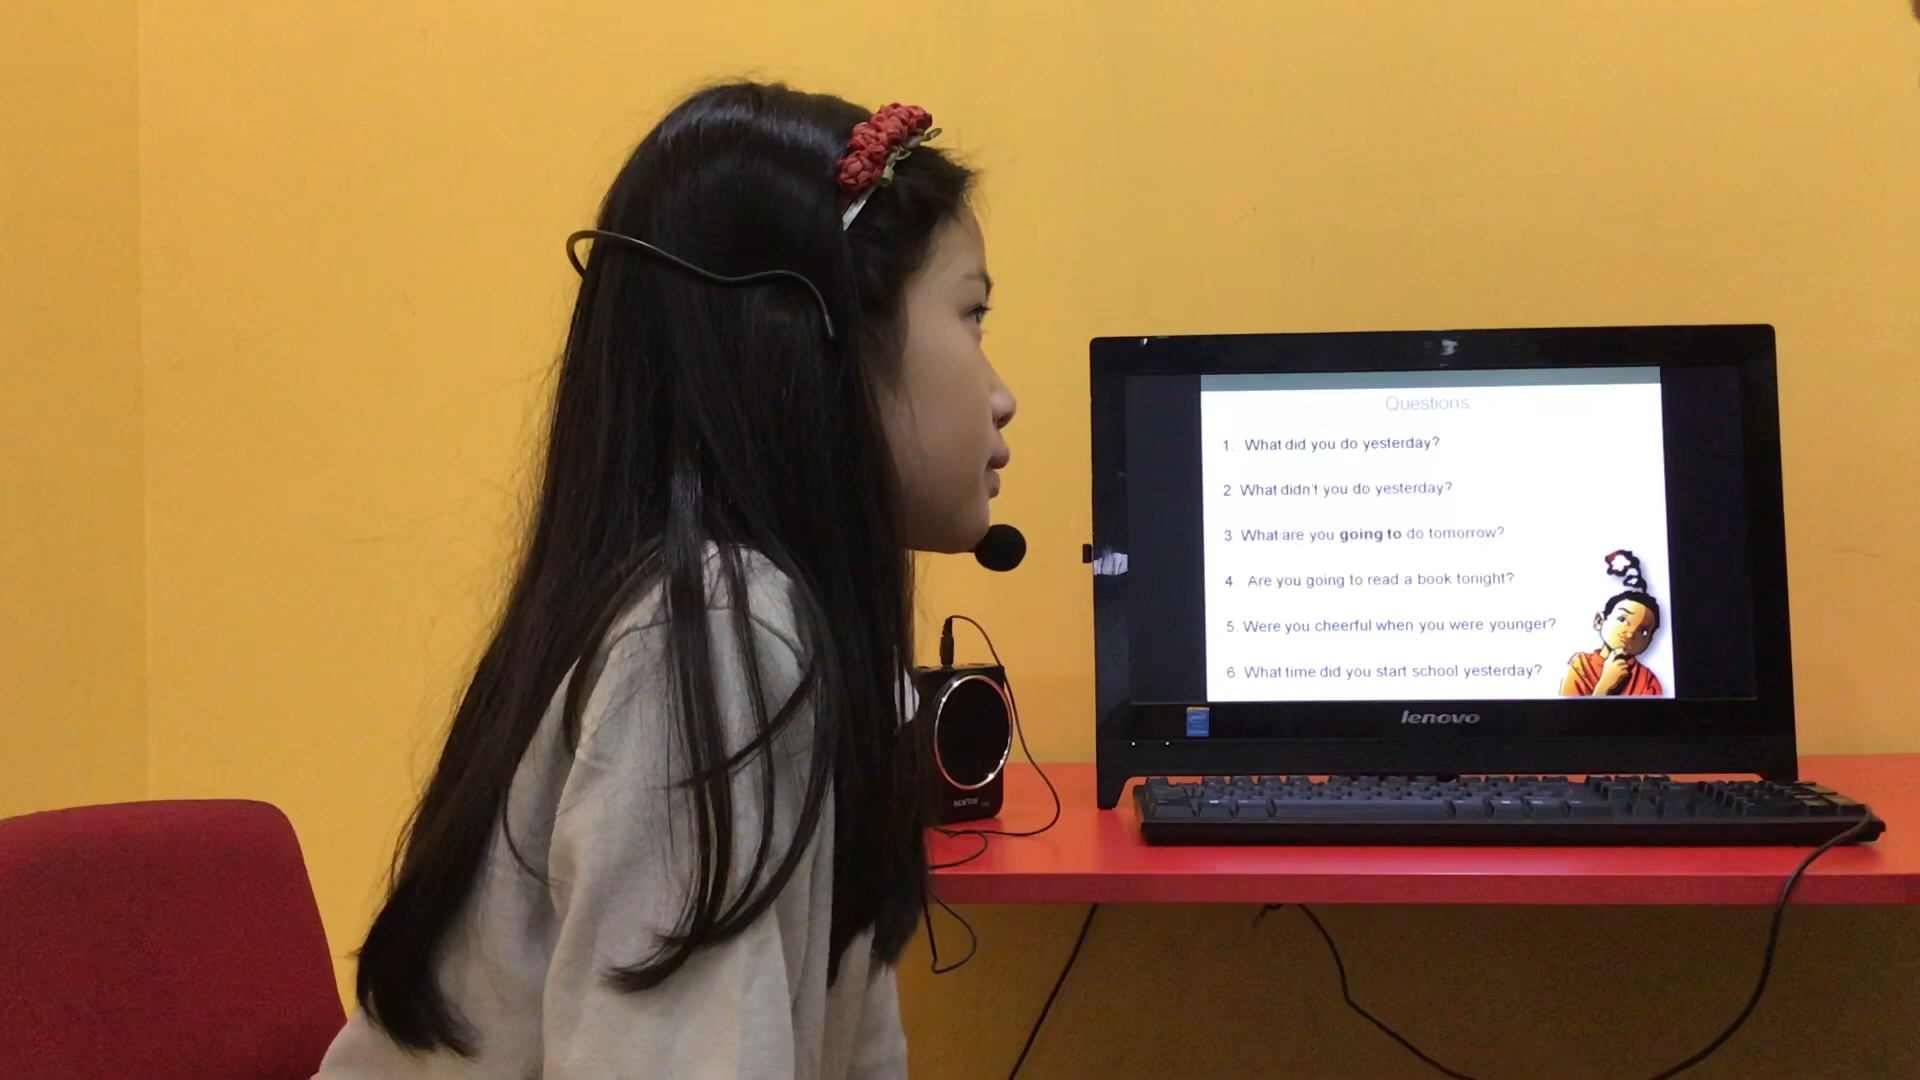 Questions
1. What did you do yesterday?
2 What didn't you do yesterday?
3 What are you going to do tomorrow?
4 Are you going to read a book tonight?
5. Were you cheerful when you were younger?
6. What time did you start school yesterday?
lenovo